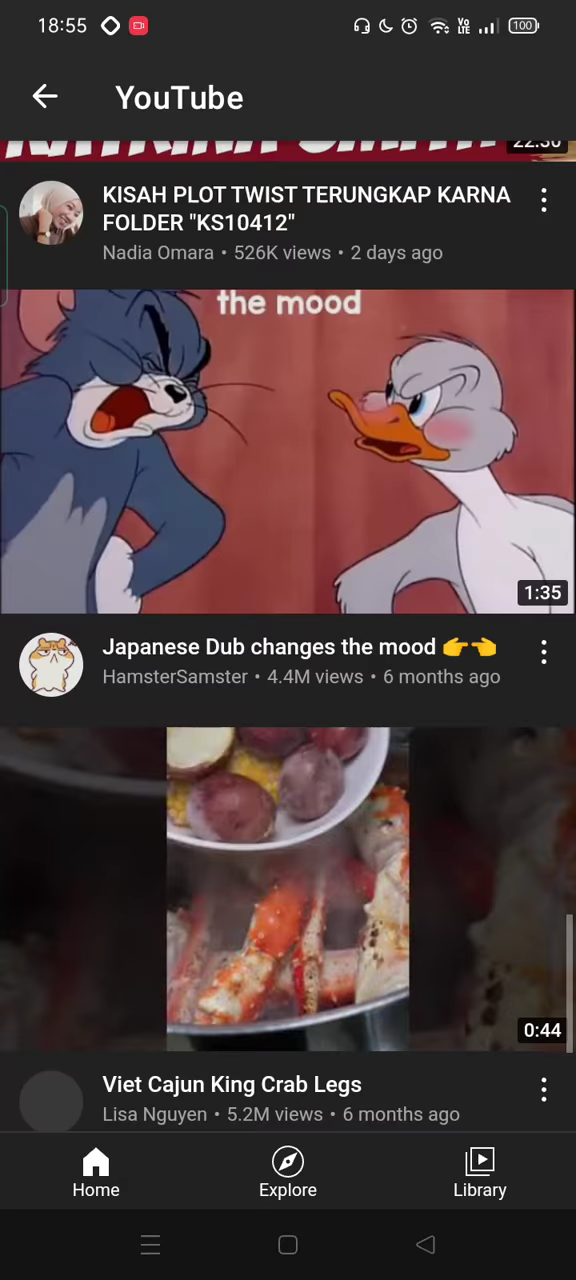 18:55
VO
LTE
100
YouTube
22:30
KISAH PLOT TWIST TERUNGKAP KARNA
FOLDER "KS10412"
Nadia Omara • 526K views • 2 days ago
the mood
1:35
Japanese Dub changes the mood 👉👈
HamsterSamster • 4.4M views • 6 months ago
0:44
Viet Cajun King Crab Legs
Lisa Nguyen • 5.2M views • 6 months ago
Home
Explore
Library